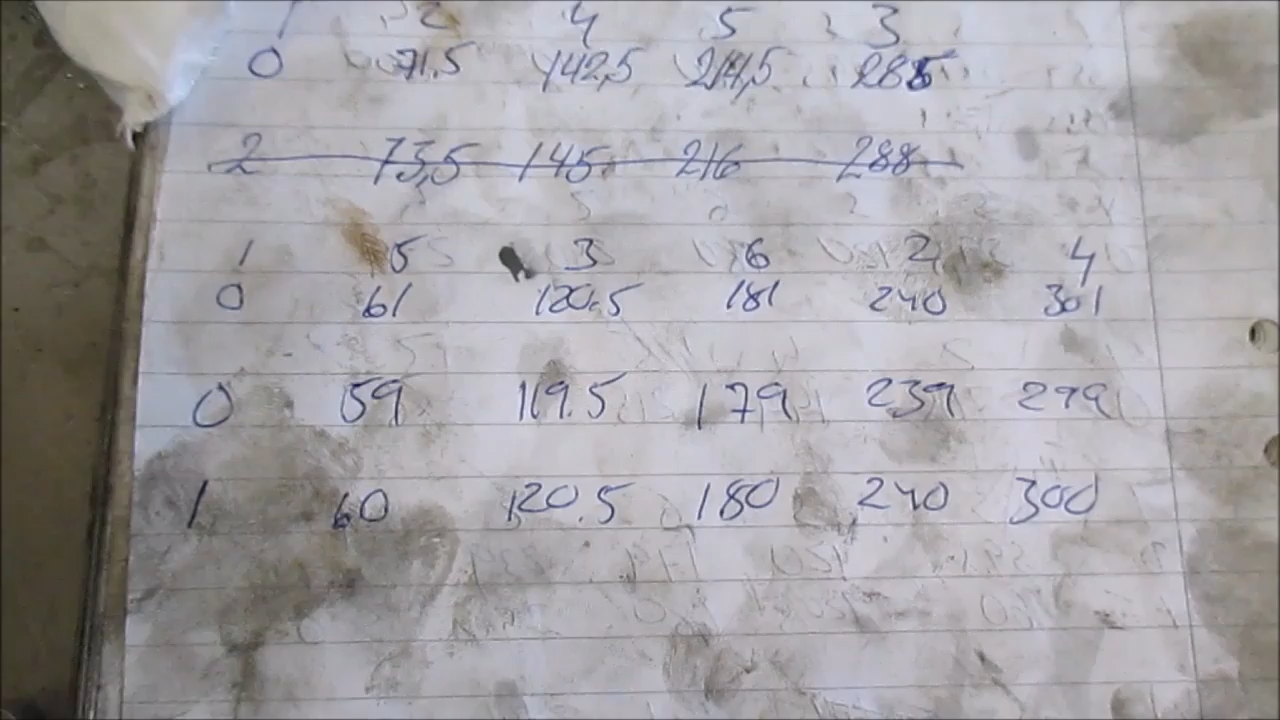 1 2 4 5 3
0 71.5 142,5 214,5 285
2 73,5 145 216 288
1 5 3 6 2 4
0 61 120.5 181 240 301
0 59 119.5 179 239 299
1 60 120.5 180 240 300